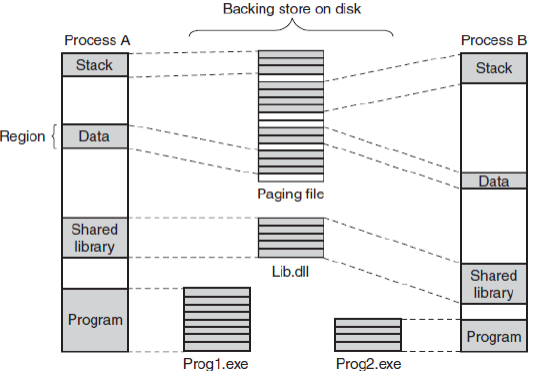 Backing store on disk
Process A
Process B
Stack
Stack
Region
Data
Data
Paging file
Shared
library
Lib.dll
Shared
library
Program
Program
Prog1.exe
Prog2.exe